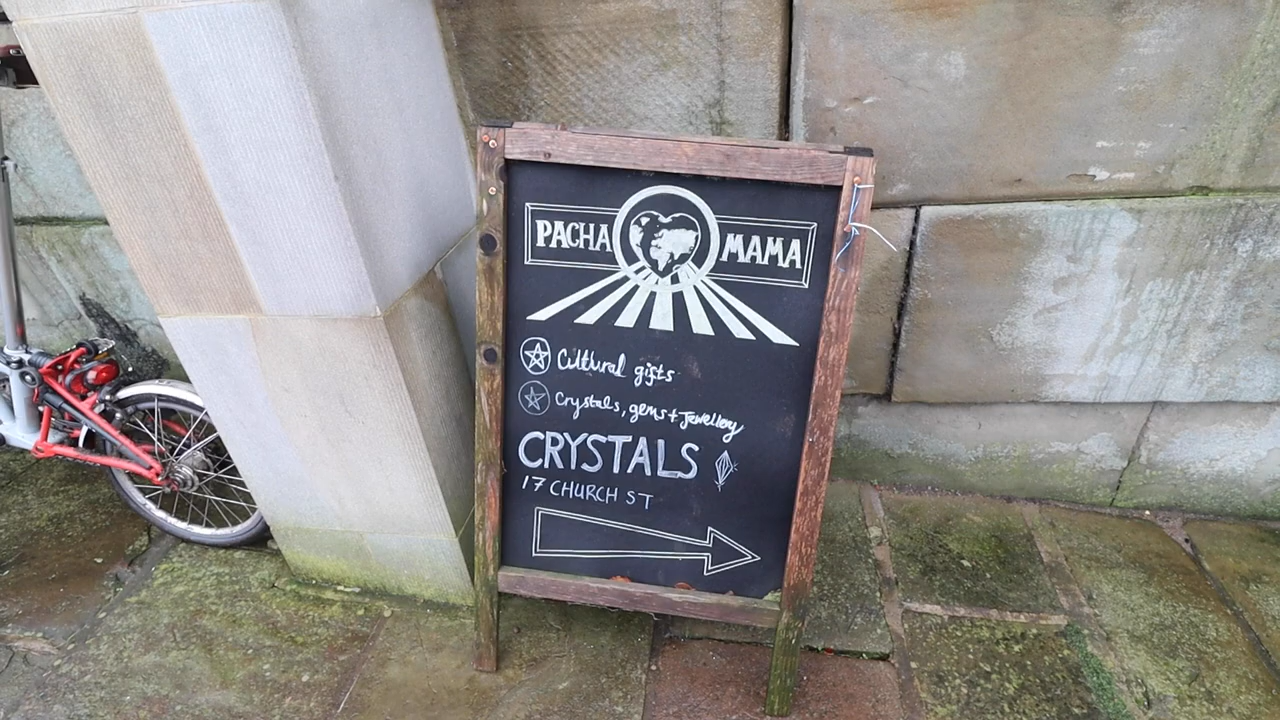 PACHA MAMA
Cultural gifts
Crystals, gems + Jewellery
CRYSTALS
17 CHURCH ST